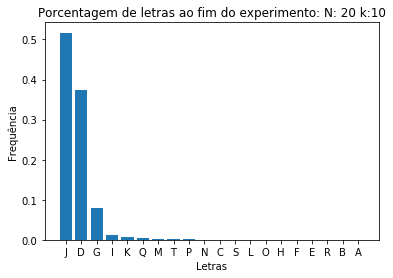 Porcentagem de letras ao fim do experimento: N: 20 k:10
Frequência
0.5
0.4
0.3
0.2
0.1
0.0
J D G I K Q M T P N C S L O H F E R B A
Letras